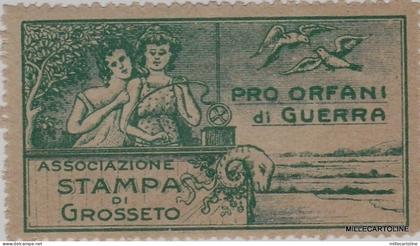 PRO ORFANI
di GUERRA
ASSOCIAZIONE
STAMPA
DI
GROSSETO
MILLECARTOLINE